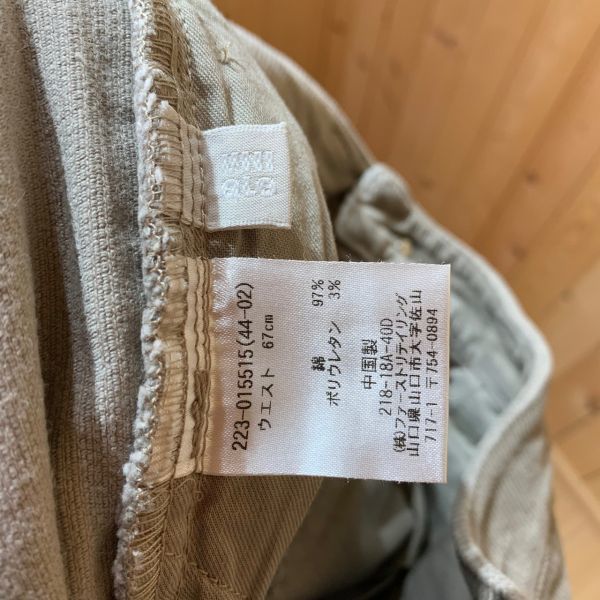 UNI
QLO
223-015515(44-02)
ウエスト 67cm
綿 97%
ポリウレタン 3%
中国製
218-18A-40D
(株)ファーストリテイリング
山口県山口市大字佐山
717-1 〒754-0894